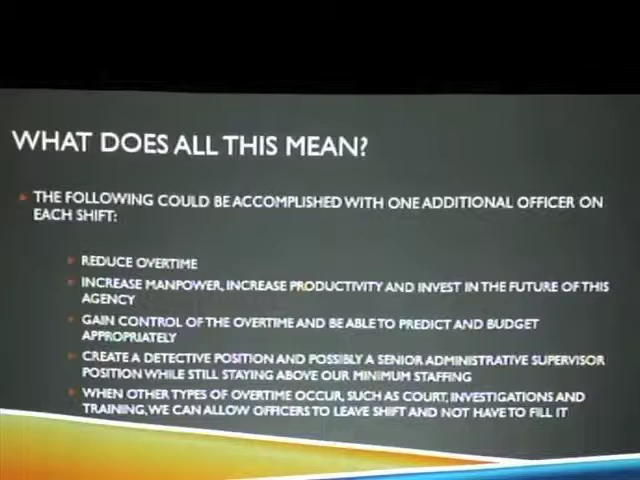 WHAT DOES ALL THIS MEAN?
THE FOLLOWING COULD BE ACCOMPLISHED WITH ONE ADDITIONAL OFFICER ON
EACH SHIFT:
REDUCE OVERTIME
INCREASE MANPOWER, INCREASE PRODUCTIVITY AND INVEST IN THE FUTURE OF THIS
AGENCY
GAIN CONTROL OF THE OVERTIME AND BE ABLE TO PREDICT AND BUDGET
APPROPRIATELY
CREATE A DETECTIVE POSITION AND POSSIBLY A SENIOR ADMINISTRATIVE SUPERVISOR
POSITION WHILE STILL STAYING ABOVE OUR MINIMUM STAFFING
WHEN OTHER TYPES OF OVERTIME OCCUR, SUCH AS COURT, INVESTIGATIONS AND
TRAINING, WE CAN ALLOW OFFICERS TO LEAVE SHIFT AND NOT HAVE TO FILL IT